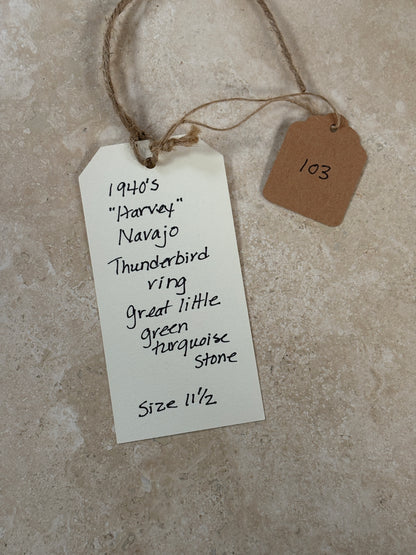 1940's
"Harvey"
Navajo
Thunderbird
ring
great little
green
turquoise
stone
Size 11½
103